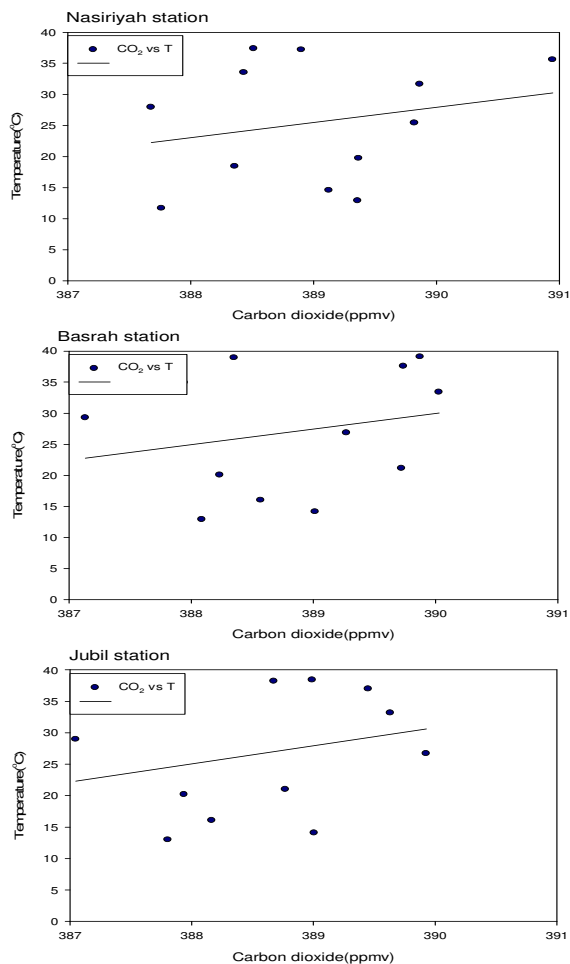 Nasiriyah station
40
35
30
25
20
15
10
5
0
Temperature(⁰C)
CO₂ vs T
387 388 389 390 391
Carbon dioxide(ppmv)
Basrah station
40
35
30
25
20
15
10
5
0
Temperature(⁰C)
CO₂ vs T
387 388 389 390 391
Carbon dioxide(ppmv)
Jubil station
40
35
30
25
20
15
10
5
0
Temperature(⁰C)
CO₂ vs T
387 388 389 390 391
Carbon dioxide(ppmv)